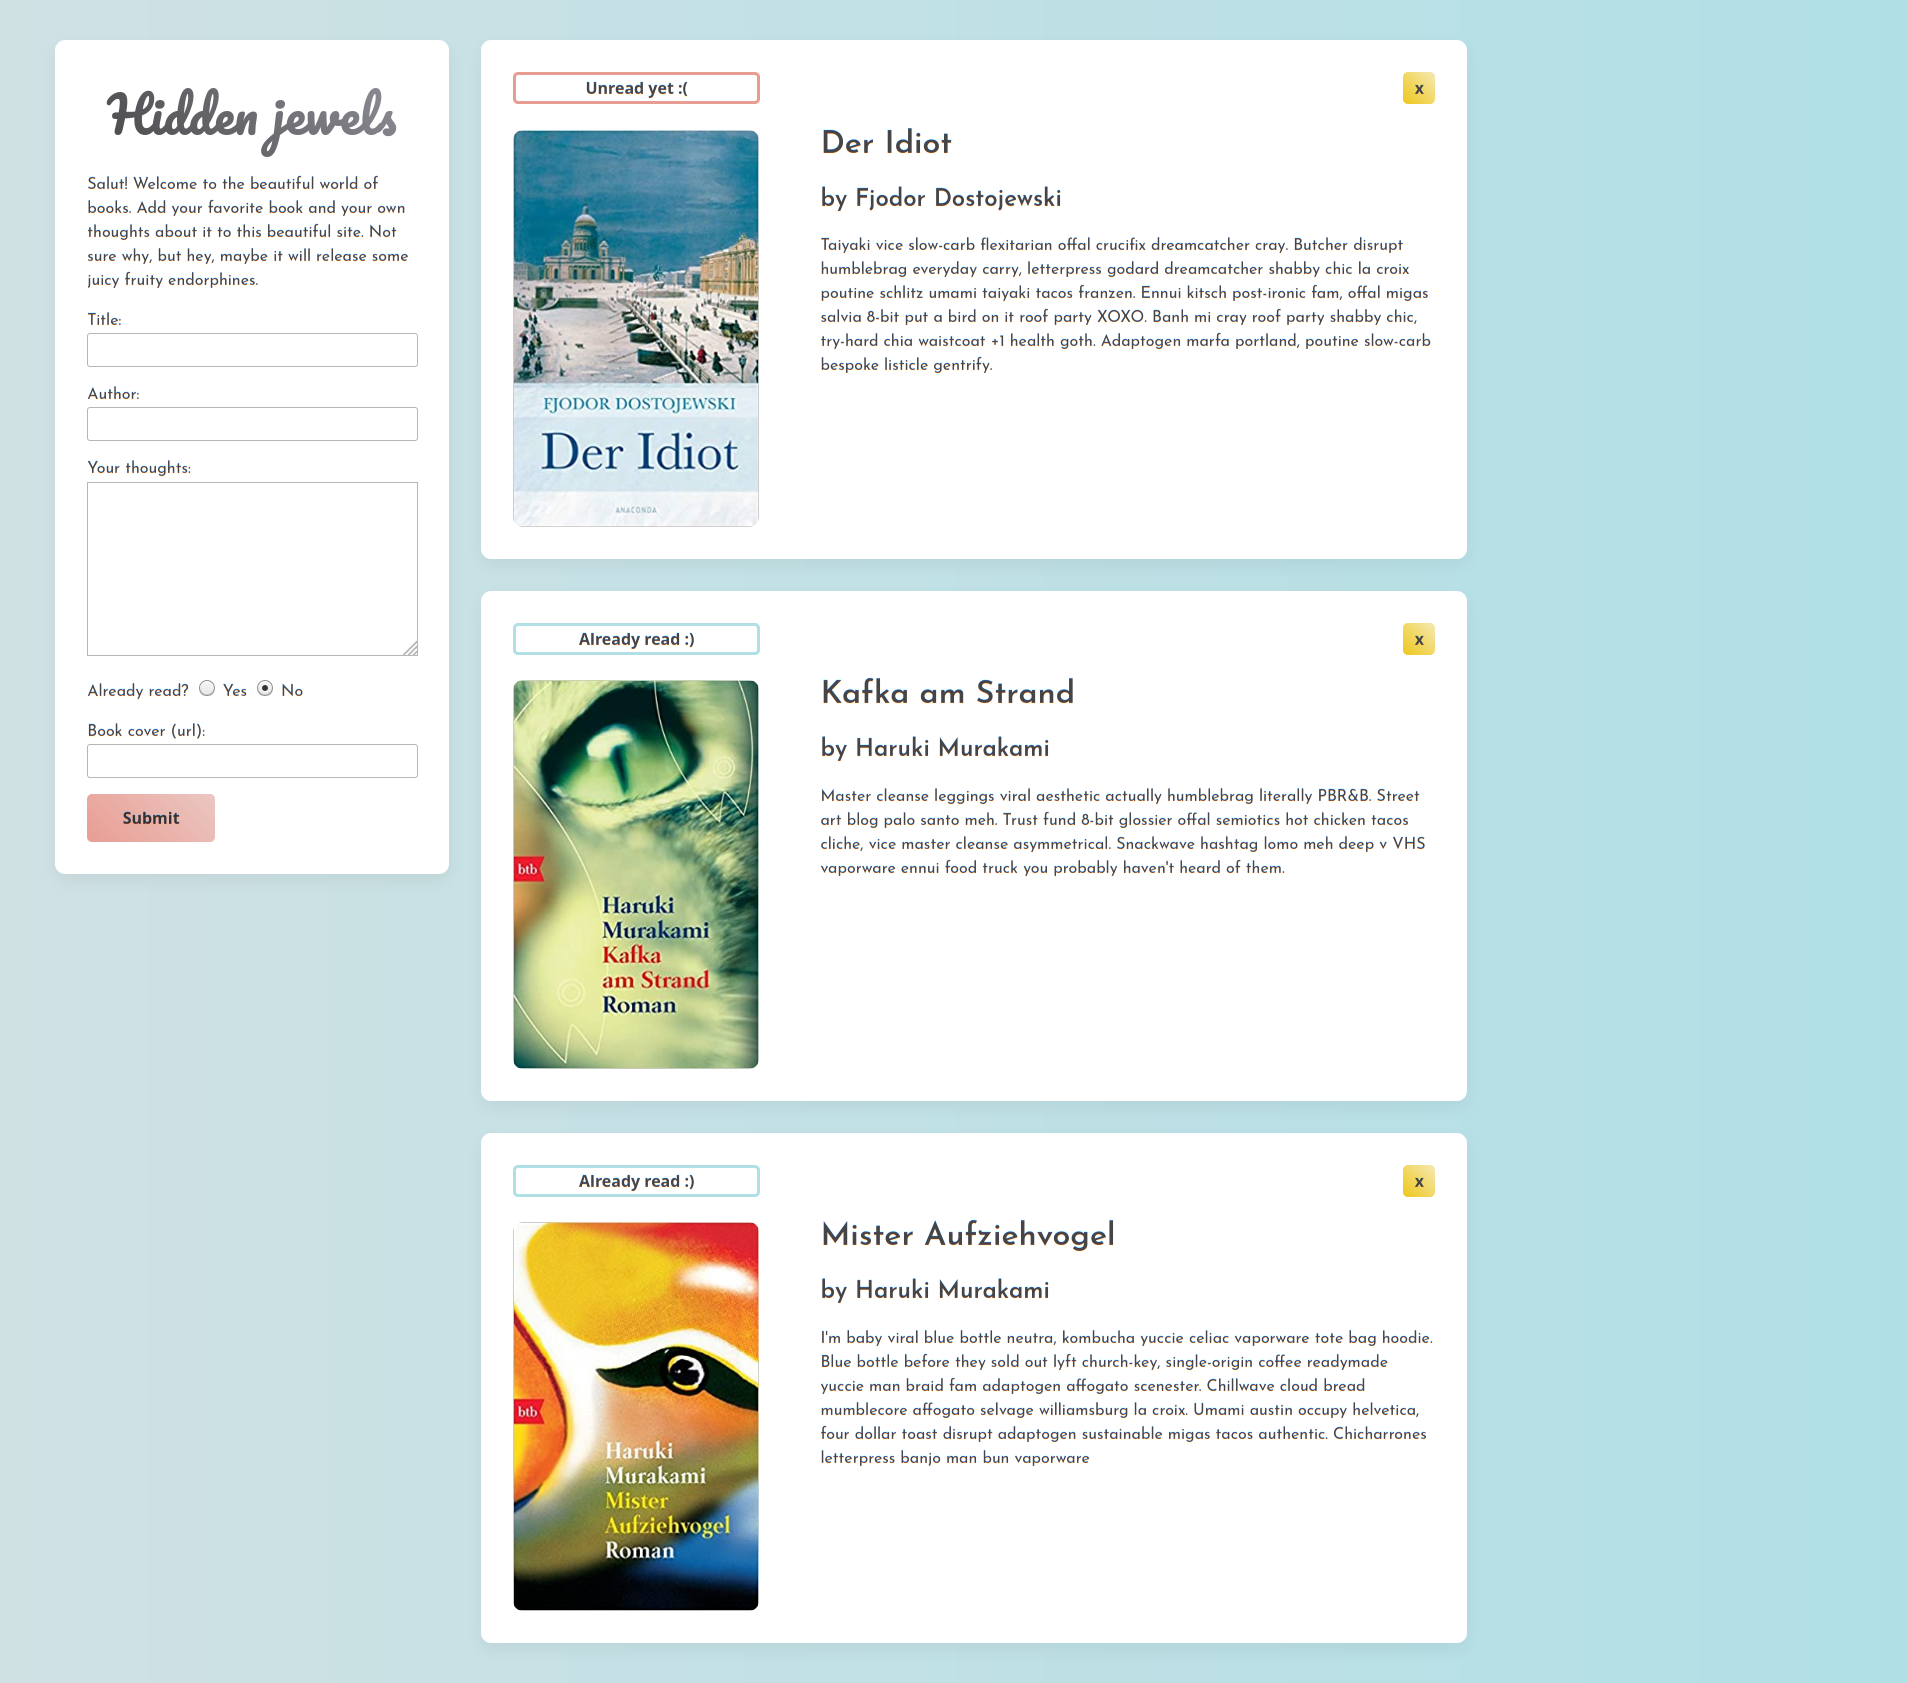 Hidden jewels
Salut! Welcome to the beautiful world of
books. Add your favorite book and your own
thoughts about it to this beautiful site. Not
sure why, but hey, maybe it will release some
juicy fruity endorphines.
Title:
Author:
Your thoughts:
Already read? Yes No
Book cover (url):
Submit
Unread yet :(
x
FJODOR DOSTOJEWSKI
Der Idiot
ANACONDA
Der Idiot
by Fjodor Dostojewski
Taiyaki vice slow-carb flexitarian offal crucifix dreamcatcher cray. Butcher disrupt
humblebrag everyday carry, letterpress godard dreamcatcher shabby chic la croix
poutine schlitz umami taiyaki tacos franzen. Ennui kitsch post-ironic fam, offal migas
salvia 8-bit put a bird on it roof party XOXO. Banh mi cray roof party shabby chic,
try-hard chia waistcoat +1 health goth. Adaptogen marfa portland, poutine slow-carb
bespoke listicle gentrify.
Already read :)
x
btb
Haruki
Murakami
Kafka
am Strand
Roman
Kafka am Strand
by Haruki Murakami
Master cleanse leggings viral aesthetic actually humblebrag literally PBR&B. Street
art blog palo santo meh. Trust fund 8-bit glossier offal semiotics hot chicken tacos
cliche, vice master cleanse asymmetrical. Snackwave hashtag lomo meh deep v VHS
vaporware ennui food truck you probably haven't heard of them.
Already read :)
x
btb
Haruki
Murakami
Mister
Aufziehvogel
Roman
Mister Aufziehvogel
by Haruki Murakami
I'm baby viral blue bottle neutra, kombucha yuccie celiac vaporware tote bag hoodie.
Blue bottle before they sold out lyft church-key, single-origin coffee readymade
yuccie man braid fam adaptogen affogato scenester. Chillwave cloud bread
mumblecore affogato selvage williamsburg la croix. Umami austin occupy helvetica,
four dollar toast disrupt adaptogen sustainable migas tacos authentic. Chicharrones
letterpress banjo man bun vaporware